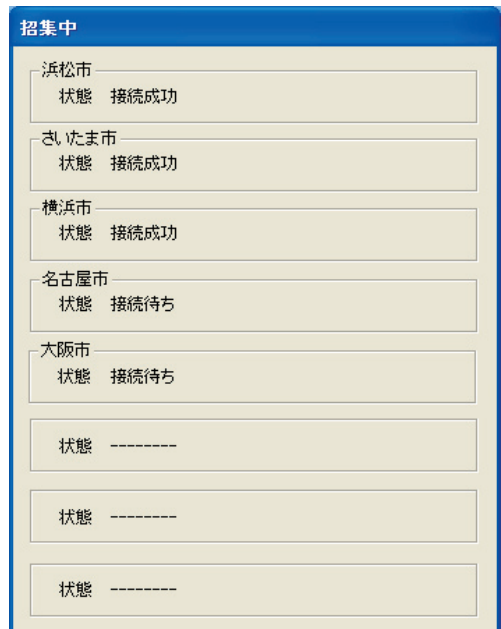 招集中
浜松市
状態 接続成功
さいたま市
状態 接続成功
横浜市
状態 接続成功
名古屋市
状態 接続待ち
大阪市
状態 接続待ち
状態 --------
状態 --------
状態 --------